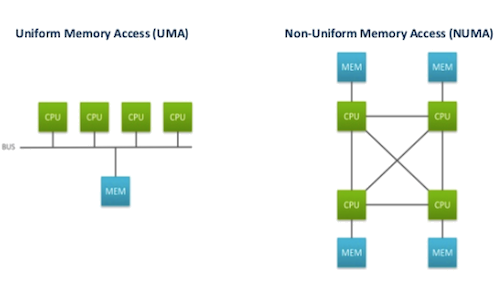 Uniform Memory Access (UMA)
Non-Uniform Memory Access (NUMA)
MEM MEM
CPU CPU CPU CPU
CPU CPU
BUS
MEM
CPU CPU
MEM MEM